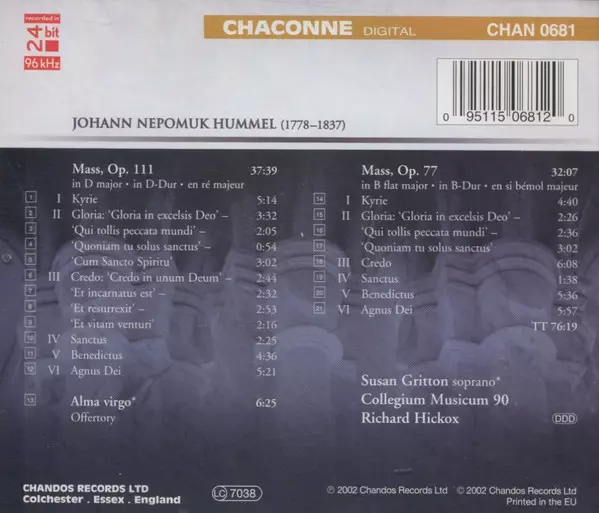 recorded in
24
bit
96 kHz
CHACONNE DIGITAL CHAN 0681
0 95115 06812 0
JOHANN NEPOMUK HUMMEL (1778–1837)
Mass, Op. 111 37:39
in D major · in D-Dur · en ré majeur
1 I Kyrie 5:14
2 II Gloria: 'Gloria in excelsis Deo' – 3:32
3 'Qui tollis peccata mundi' – 2:05
4 'Quoniam tu solus sanctus' – 0:54
5 'Cum Sancto Spiritu' 3:02
6 III Credo: 'Credo in unum Deum' – 2:44
7 'Et incarnatus est' – 2:32
8 'Et resurrexit' – 2:53
9 'Et vitam venturi' 2:16
10 IV Sanctus 2:25
11 V Benedictus 4:36
12 VI Agnus Dei 5:21
13 Alma virgo* 6:25
Offertory
Mass, Op. 77 32:07
in B flat major · in B-Dur · en si bémol majeur
14 I Kyrie 4:40
15 II Gloria: 'Gloria in excelsis Deo' – 2:26
16 'Qui tollis peccata mundi' – 2:36
17 'Quoniam tu solus sanctus' 3:02
18 III Credo 6:08
19 IV Sanctus 1:38
20 V Benedictus 5:36
21 VI Agnus Dei 5:57
TT 76:19
Susan Gritton soprano*
Collegium Musicum 90
Richard Hickox
DDD
CHANDOS RECORDS LTD
Colchester . Essex . England
LC 7038
℗ 2002 Chandos Records Ltd © 2002 Chandos Records Ltd
Printed in the EU